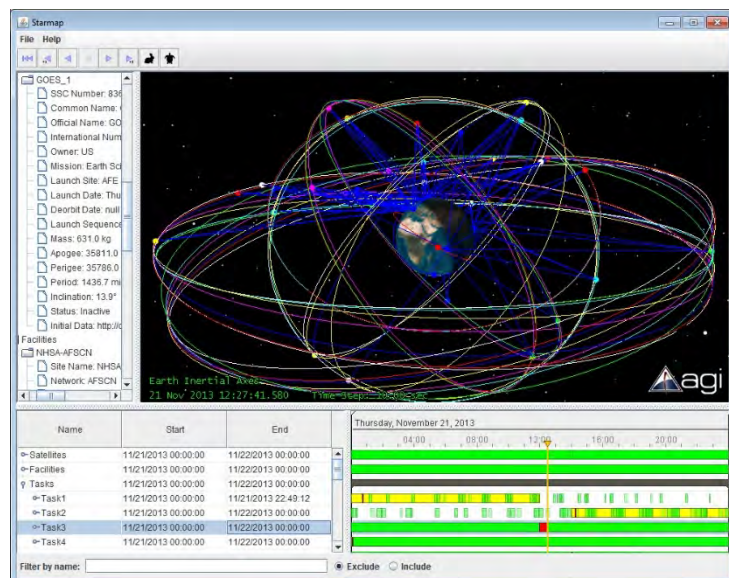 Starmap
File Help
GOES_1
SSC Number: 836
Common Name:
Official Name: GO
International Num
Owner: US
Mission: Earth Sci
Launch Site: AFE
Launch Date: Thu
Deorbit Date: null
Launch Sequence
Mass: 631.0 kg
Apogee: 35811.0
Perigee: 35786.0
Period: 1436.7 mi
Inclination: 13.9°
Status: Inactive
Initial Data: http://c
Facilities
NHSA-AFSCN
Site Name: NHSA
Network: AFSCN
Earth Inertial Axes
21 Nov 2013 12:27:41.580 Time Step:
agi
Name Start End
Thursday, November 21, 2013
04:00 08:00 12:00 16:00 20:00
Satellites 11/21/2013 00:00:00 11/22/2013 00:00:00
Facilities 11/21/2013 00:00:00 11/22/2013 00:00:00
Tasks 11/21/2013 00:00:00 11/22/2013 00:00:00
Task1 11/21/2013 00:00:00 11/21/2013 22:49:12
Task2 11/21/2013 00:00:00 11/22/2013 00:00:00
Task3 11/21/2013 00:00:00 11/22/2013 00:00:00
Task4 11/21/2013 00:00:00 11/22/2013 00:00:00
Filter by name: Exclude Include